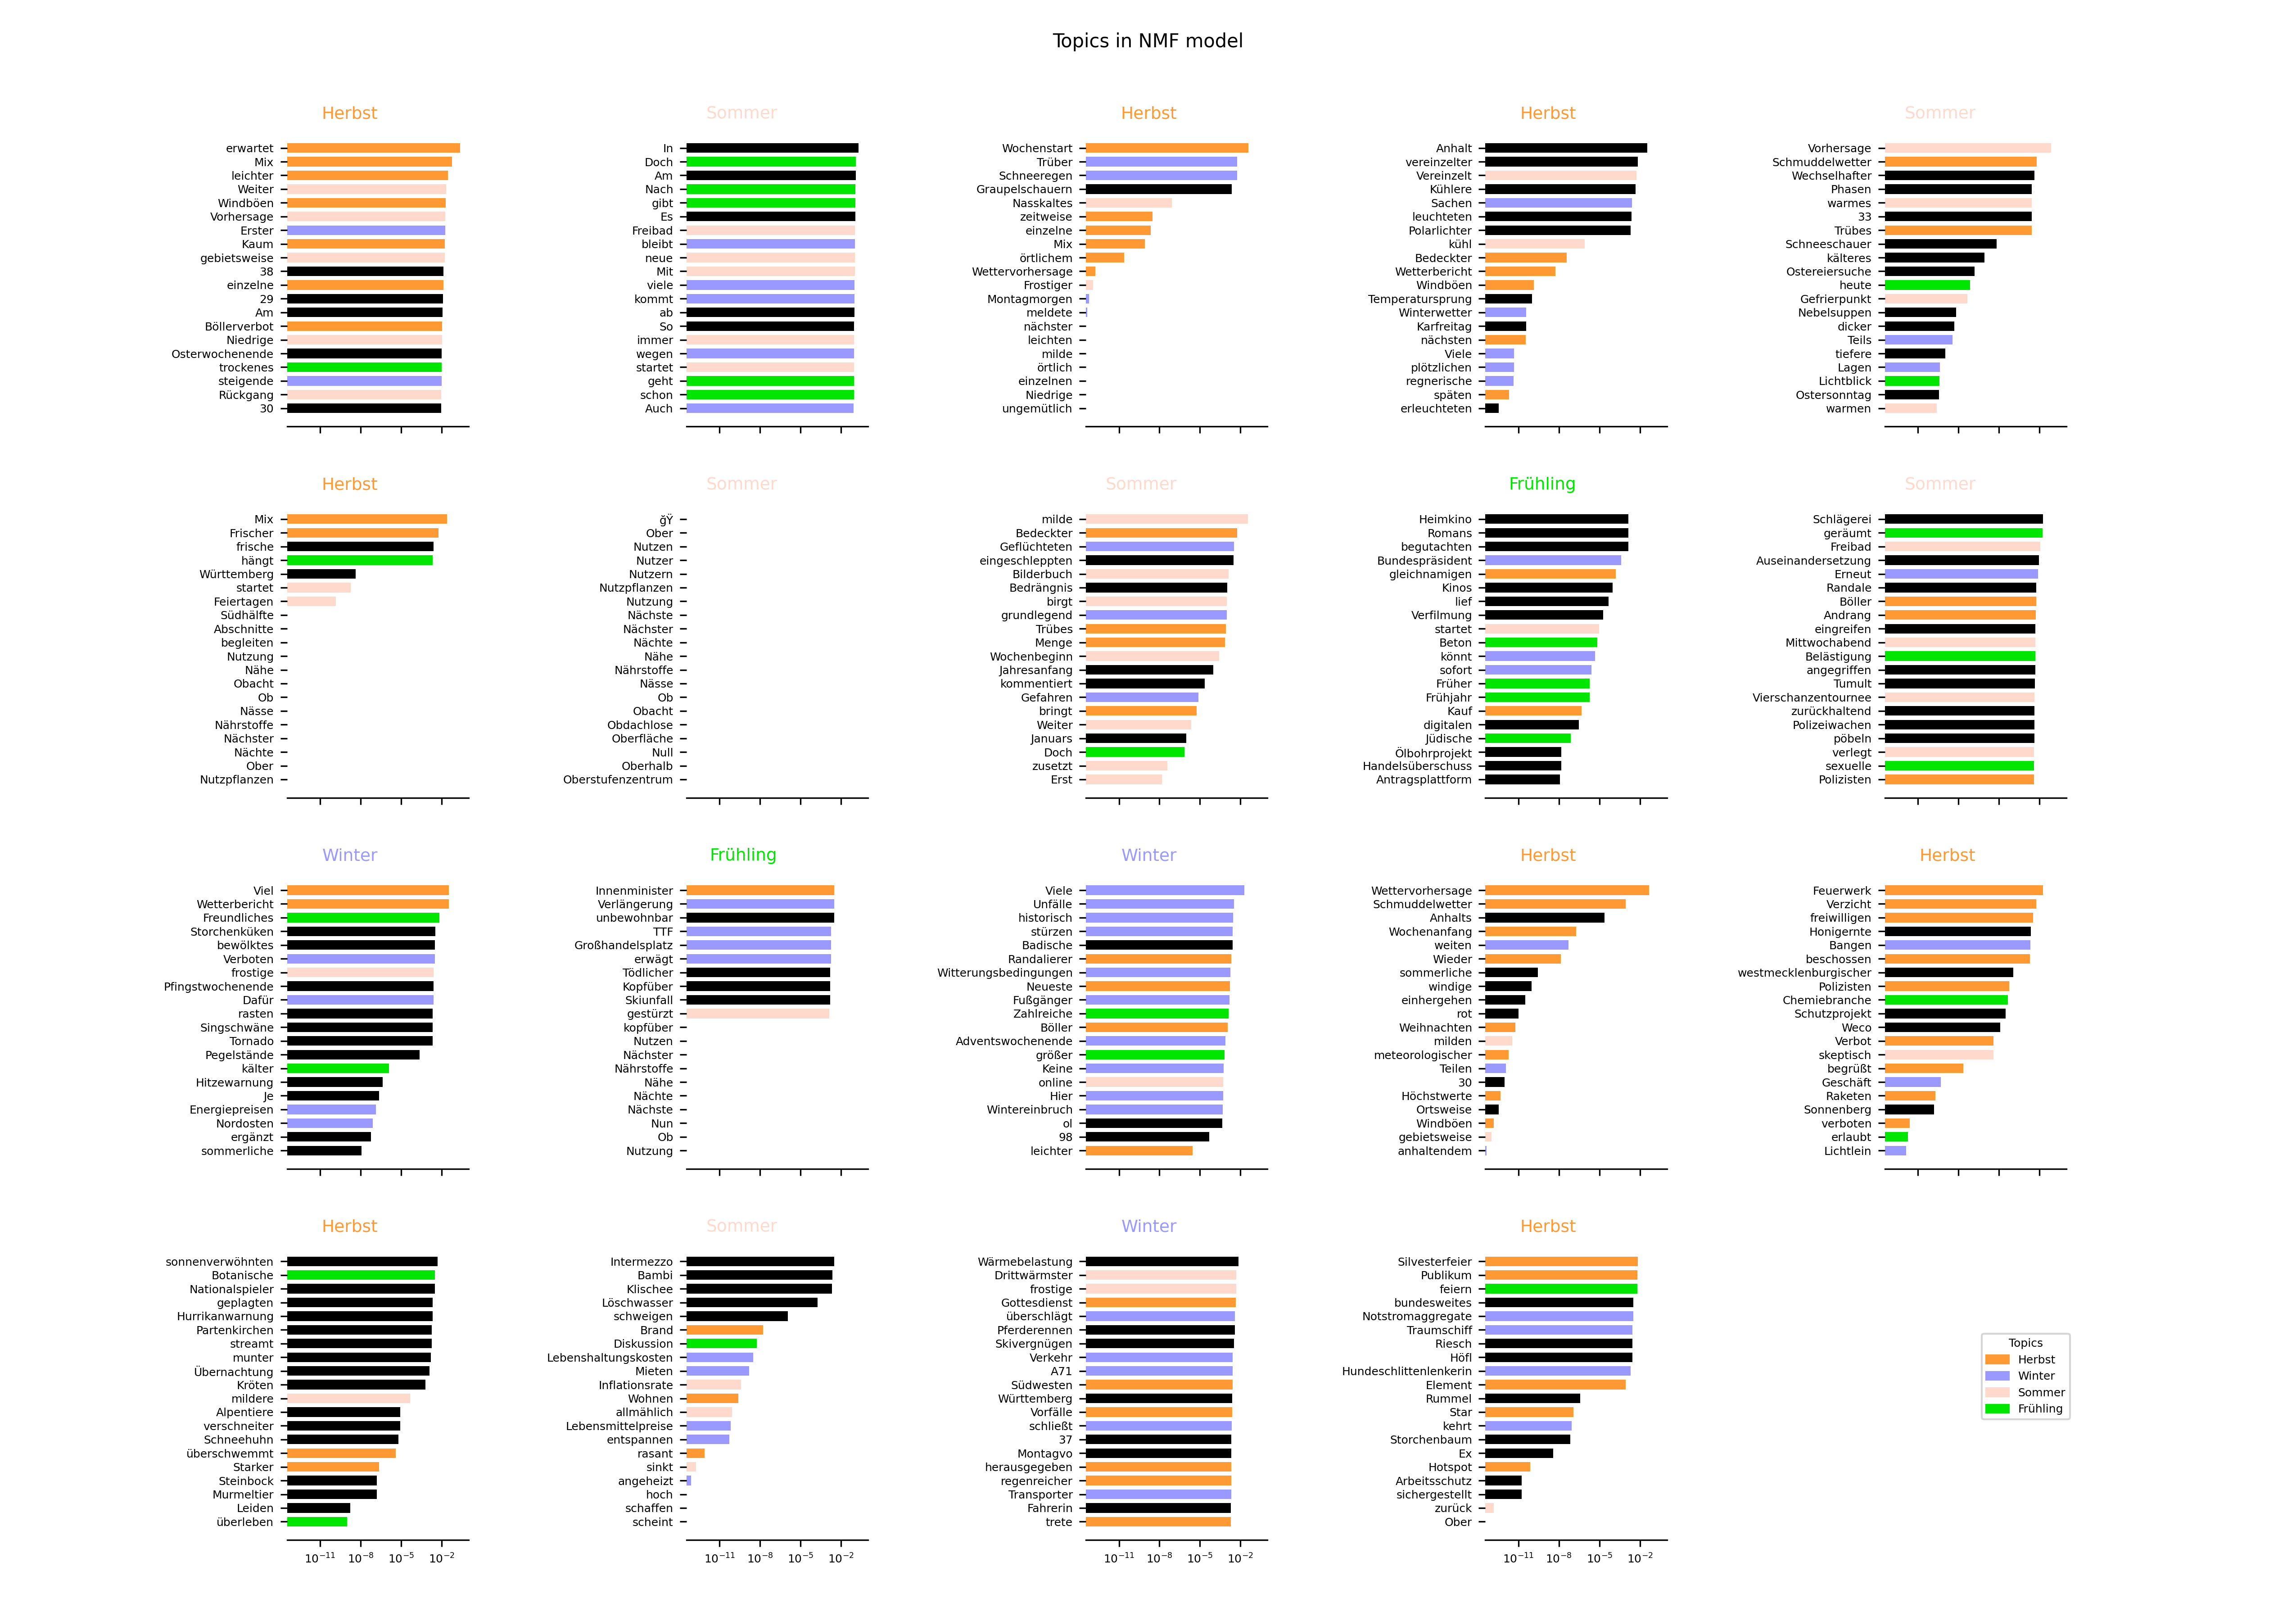 Topics in NMF model
Herbst
erwartet
Mix
leichter
Weiter
Windböen
Vorhersage
Erster
Kaum
gebietsweise
38
einzelne
29
Am
Böllerverbot
Niedrige
Osterwochenende
trockenes
steigende
Rückgang
30
Sommer
In
Doch
Am
Nach
gibt
Es
Freibad
bleibt
neue
Mit
viele
kommt
ab
So
immer
wegen
startet
geht
schon
Auch
Herbst
Wochenstart
Trüber
Schneeregen
Graupelschauern
Nasskaltes
zeitweise
einzelne
Mix
örtlichem
Wettervorhersage
Frostiger
Montagmorgen
meldete
nächster
leichten
milde
örtlich
einzelnen
Niedrige
ungemütlich
Herbst
Anhalt
vereinzelter
Vereinzelt
Kühlere
Sachen
leuchteten
Polarlichter
kühl
Bedeckter
Wetterbericht
Windböen
Temperatursprung
Winterwetter
Karfreitag
nächsten
Viele
plötzlichen
regnerische
späten
erleuchteten
Sommer
Vorhersage
Schmuddelwetter
Wechselhafter
Phasen
warmes
33
Trübes
Schneeschauer
kälteres
Ostereiersuche
heute
Gefrierpunkt
Nebelsuppen
dicker
Teils
tiefere
Lagen
Lichtblick
Ostersonntag
warmen
Herbst
Mix
Frischer
frische
hängt
Württemberg
startet
Feiertagen
Südhälfte
Abschnitte
begleiten
Nutzung
Nähe
Obacht
Ob
Nässe
Nährstoffe
Nächster
Nächte
Ober
Nutzpflanzen
Sommer
ğŸ
Ober
Nutzen
Nutzer
Nutzern
Nutzpflanzen
Nutzung
Nächste
Nächster
Nächte
Nähe
Nährstoffe
Nässe
Ob
Obacht
Obdachlose
Oberfläche
Null
Oberhalb
Oberstufenzentrum
Sommer
milde
Bedeckter
Geflüchteten
eingeschleppten
Bilderbuch
Bedrängnis
birgt
grundlegend
Trübes
Menge
Wochenbeginn
Jahresanfang
kommentiert
Gefahren
bringt
Weiter
Januars
Doch
zusetzt
Erst
Frühling
Heimkino
Romans
begutachten
Bundespräsident
gleichnamigen
Kinos
lief
Verfilmung
startet
Beton
könnt
sofort
Früher
Frühjahr
Kauf
digitalen
Jüdische
Ölbohrprojekt
Handelsüberschuss
Antragsplattform
Sommer
Schlägerei
geräumt
Freibad
Auseinandersetzung
Erneut
Randale
Böller
Andrang
eingreifen
Mittwochabend
Belästigung
angegriffen
Tumult
Vierschanzentournee
zurückhaltend
Polizeiwachen
pöbeln
verlegt
sexuelle
Polizisten
Winter
Viel
Wetterbericht
Freundliches
Storchenküken
bewölktes
Verboten
frostige
Pfingstwochenende
Dafür
rasten
Singschwäne
Tornado
Pegelstände
kälter
Hitzewarnung
Je
Energiepreisen
Nordosten
ergänzt
sommerliche
Frühling
Innenminister
Verlängerung
unbewohnbar
TTF
Großhandelsplatz
erwägt
Tödlicher
Kopfüber
Skiunfall
gestürzt
kopfüber
Nutzen
Nächster
Nährstoffe
Nähe
Nächte
Nächste
Nun
Ob
Nutzung
Winter
Viele
Unfälle
historisch
stürzen
Badische
Randalierer
Witterungsbedingungen
Neueste
Fußgänger
Zahlreiche
Böller
Adventswochenende
größer
Keine
online
Hier
Wintereinbruch
ol
98
leichter
Herbst
Wettervorhersage
Schmuddelwetter
Anhalts
Wochenanfang
weiten
Wieder
sommerliche
windige
einhergehen
rot
Weihnachten
milden
meteorologischer
Teilen
30
Höchstwerte
Ortsweise
Windböen
gebietsweise
anhaltendem
Herbst
Feuerwerk
Verzicht
freiwilligen
Honigernte
Bangen
beschossen
westmecklenburgischer
Polizisten
Chemiebranche
Schutzprojekt
Weco
Verbot
skeptisch
begrüßt
Geschäft
Raketen
Sonnenberg
verboten
erlaubt
Lichtlein
Herbst
sonnenverwöhnten
Botanische
Nationalspieler
geplagten
Hurrikanwarnung
Partenkirchen
streamt
munter
Übernachtung
Kröten
mildere
Alpentiere
verschneiter
Schneehuhn
überschwemmt
Starker
Steinbock
Murmeltier
Leiden
überleben
10⁻¹¹ 10⁻⁸ 10⁻⁵ 10⁻²
Sommer
Intermezzo
Bambi
Klischee
Löschwasser
schweigen
Brand
Diskussion
Lebenshaltungskosten
Mieten
Inflationsrate
Wohnen
allmählich
Lebensmittelpreise
entspannen
rasant
sinkt
angeheizt
hoch
schaffen
scheint
10⁻¹¹ 10⁻⁸ 10⁻⁵ 10⁻²
Winter
Wärmebelastung
Drittwärmster
frostige
Gottesdienst
überschlägt
Pferderennen
Skivergnügen
Verkehr
A71
Südwesten
Württemberg
Vorfälle
schließt
37
Montagvo
herausgegeben
regenreicher
Transporter
Fahrerin
trete
10⁻¹¹ 10⁻⁸ 10⁻⁵ 10⁻²
Herbst
Silvesterfeier
Publikum
feiern
bundesweites
Notstromaggregate
Traumschiff
Riesch
Höfl
Hundeschlittenlenkerin
Element
Rummel
Star
kehrt
Storchenbaum
Ex
Hotspot
Arbeitsschutz
sichergestellt
zurück
Ober
10⁻¹¹ 10⁻⁸ 10⁻⁵ 10⁻²
Topics
Herbst
Winter
Sommer
Frühling